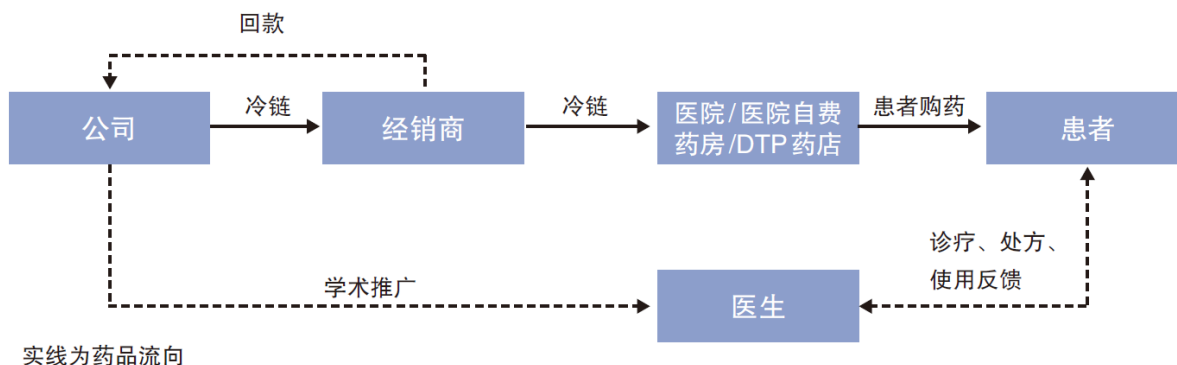 回款
公司
冷链
经销商
冷链
医院/医院自费
药房/DTP药店
患者购药
患者
学术推广
医生
诊疗、处方、
使用反馈
实线为药品流向